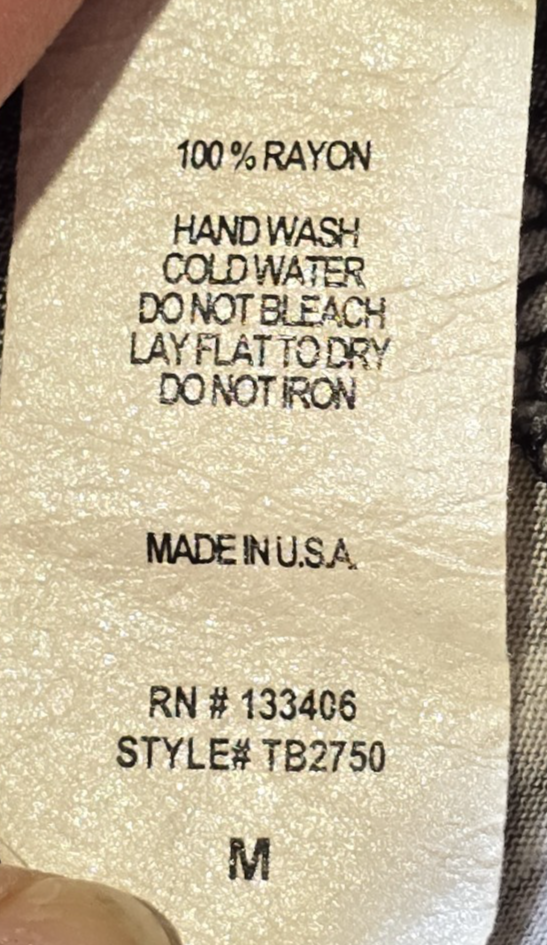 100% RAYON
HAND WASH
COLD WATER
DO NOT BLEACH
LAY FLAT TO DRY
DO NOT IRON
MADE IN U.S.A.
RN # 133406
STYLE# TB2750
M